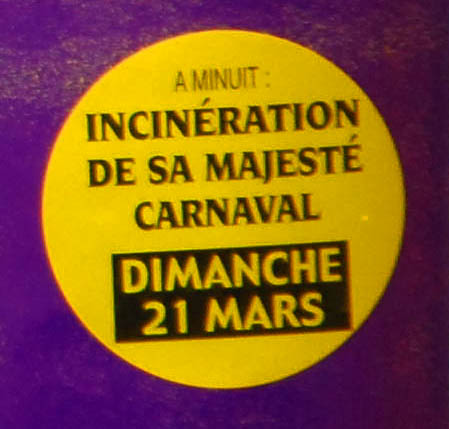 A MINUIT :
INCINÉRATION
DE SA MAJESTÉ
CARNAVAL
DIMANCHE
21 MARS